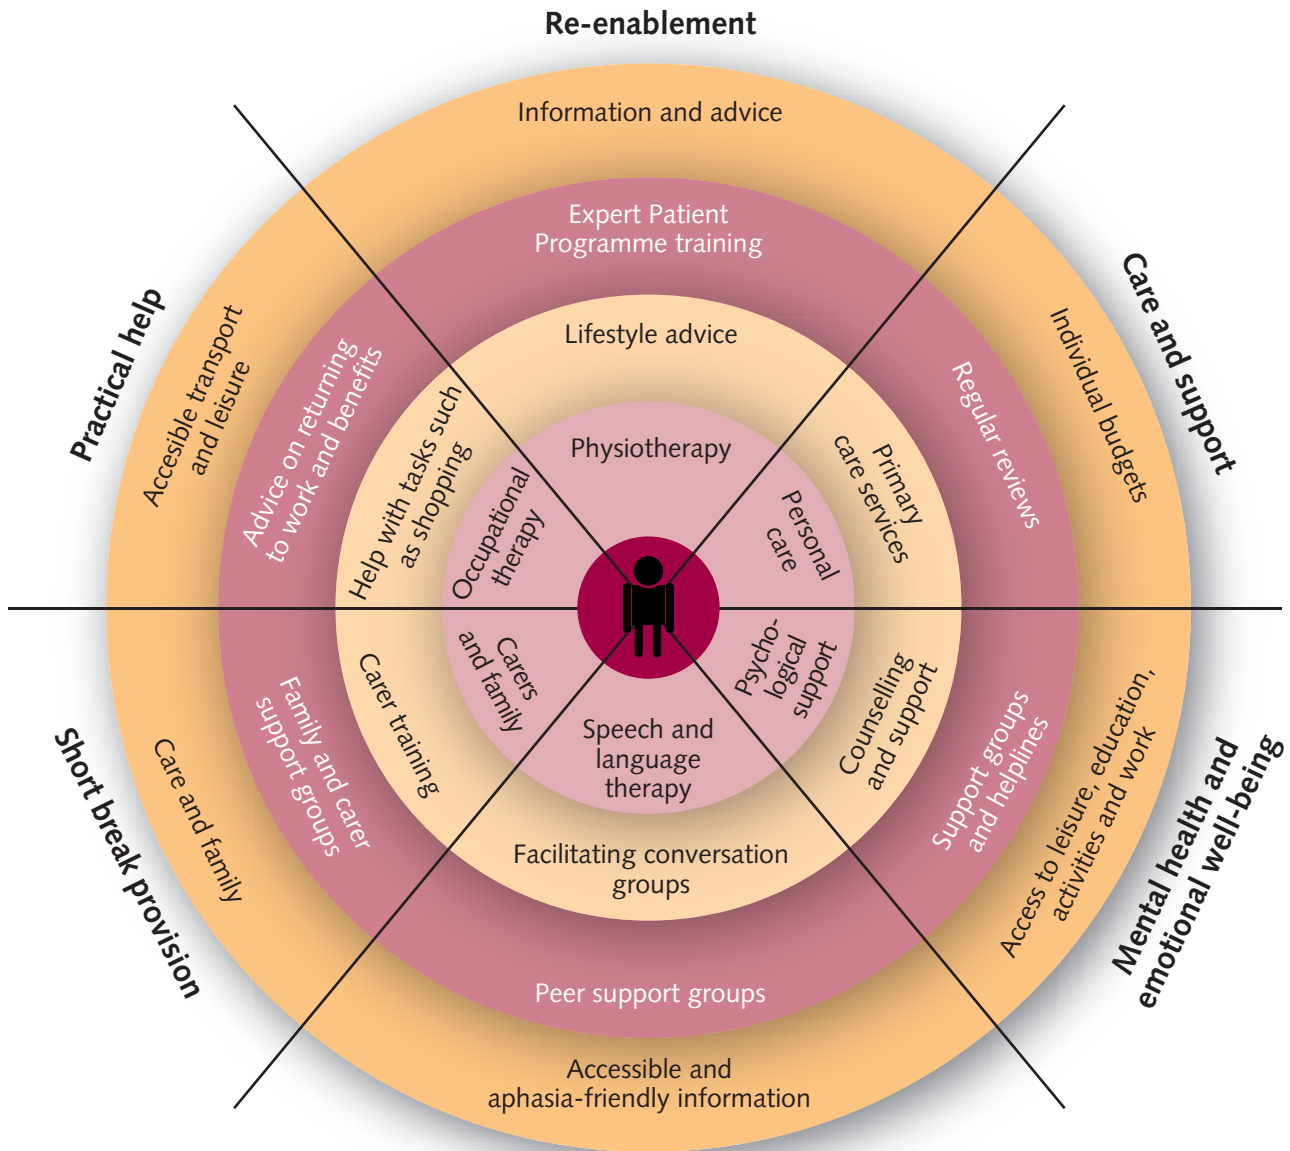 Re-enablement
Information and advice
Expert Patient
Programme training
Lifestyle advice
Physiotherapy
Care and support
Individual budgets
Regular reviews
Primary
care services
Personal
care
Mental health and
emotional well-being
Access to leisure, education,
activities and work
Support groups
and helplines
Counselling
and support
Psycho-
logical
support
Speech and
language
therapy
Facilitating conversation
groups
Peer support groups
Accessible and
aphasia-friendly information
Short break provision
Care and family
Family and carer
support groups
Carer training
Carers
and family
Practical help
Accesible transport
and leisure
Advice on returning
to work and benefits
Help with tasks such
as shopping
Occupational
therapy